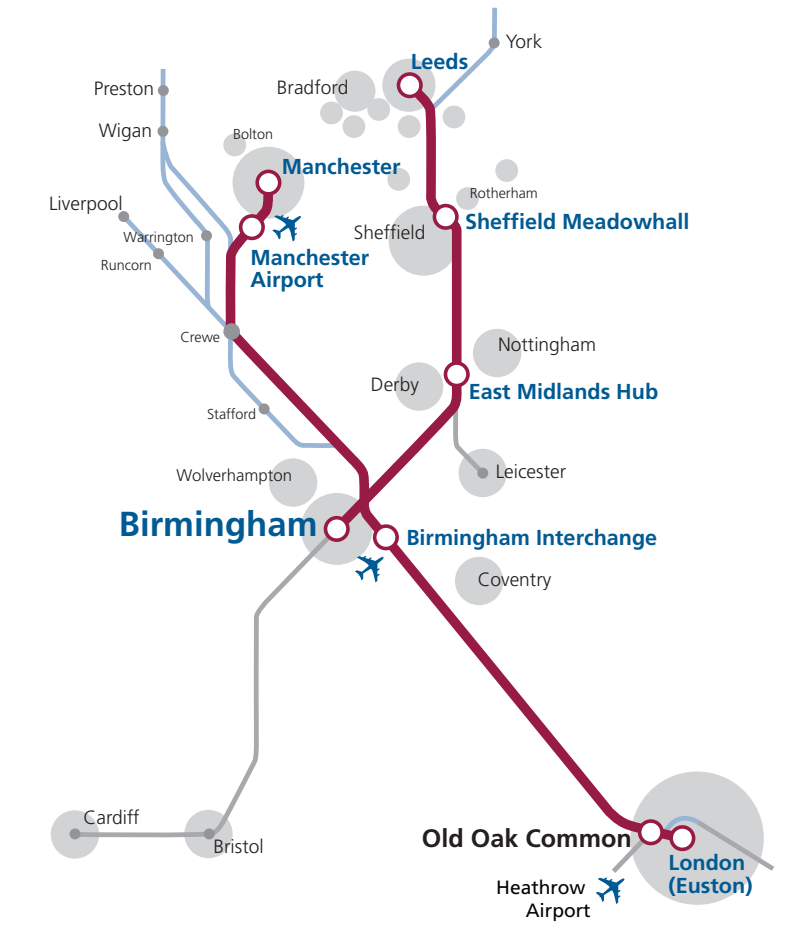 York
Leeds
Preston
Bradford
Wigan
Bolton
Manchester
Rotherham
Liverpool
Sheffield Meadowhall
Sheffield
Warrington
Manchester
Airport
Runcorn
Crewe
Nottingham
Derby
East Midlands Hub
Stafford
Leicester
Wolverhampton
Birmingham
Birmingham Interchange
Coventry
Cardiff
Old Oak Common
Bristol
London
(Euston)
Heathrow
Airport